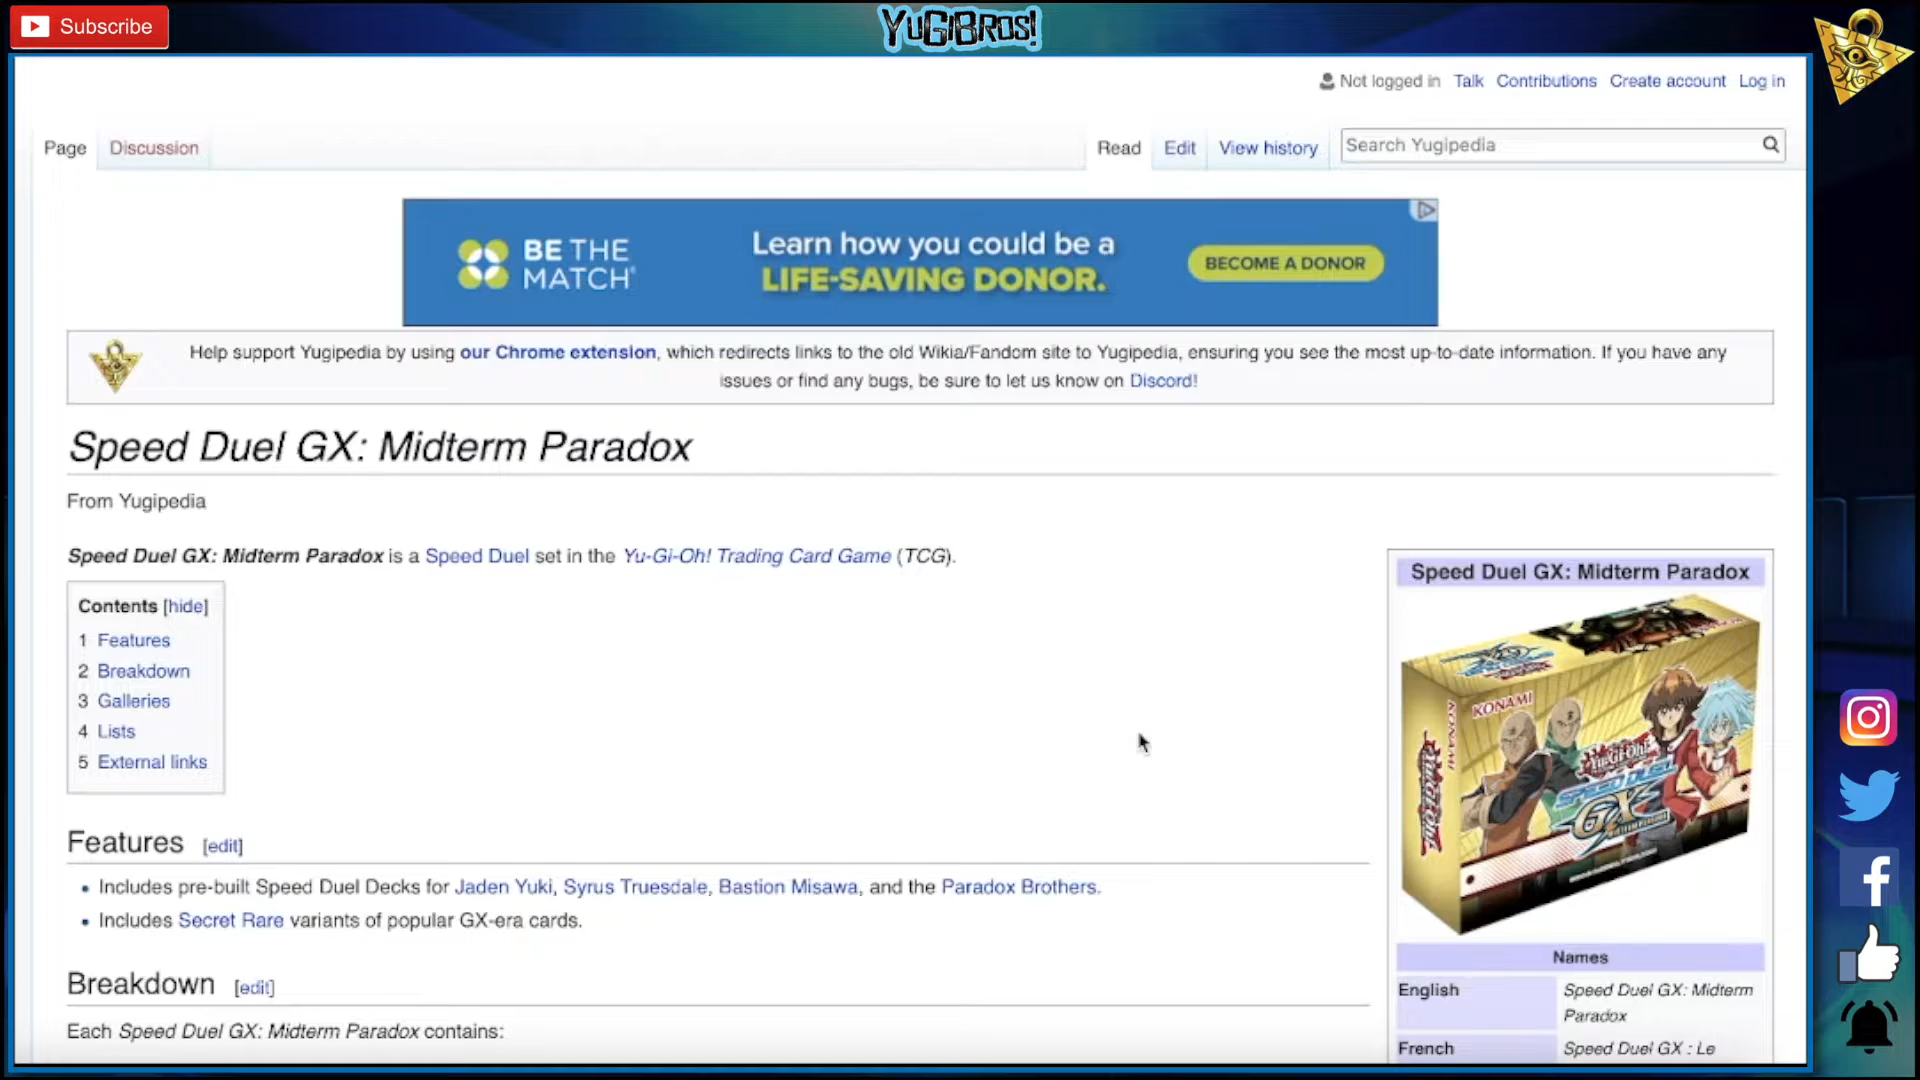 Subscribe
YuGiBros!
Not logged in Talk Contributions Create account Log in
Page Discussion Read Edit View history Search Yugipedia
BE THE MATCH®
Learn how you could be a
LIFE-SAVING DONOR.
BECOME A DONOR
Help support Yugipedia by using our Chrome extension, which redirects links to the old Wikia/Fandom site to Yugipedia, ensuring you see the most up-to-date information. If you have any
issues or find any bugs, be sure to let us know on Discord!
Speed Duel GX: Midterm Paradox
From Yugipedia
Speed Duel GX: Midterm Paradox is a Speed Duel set in the Yu-Gi-Oh! Trading Card Game (TCG).
Contents [hide]
1 Features
2 Breakdown
3 Galleries
4 Lists
5 External links
Features [edit]
Includes pre-built Speed Duel Decks for Jaden Yuki, Syrus Truesdale, Bastion Misawa, and the Paradox Brothers.
Includes Secret Rare variants of popular GX-era cards.
Breakdown [edit]
Each Speed Duel GX: Midterm Paradox contains:
Speed Duel GX: Midterm Paradox
KONAMI
KONAMI
Yu-Gi-Oh!
SPEED DUEL
GX
Names
English Speed Duel GX: Midterm
Paradox
French Speed Duel GX : Le